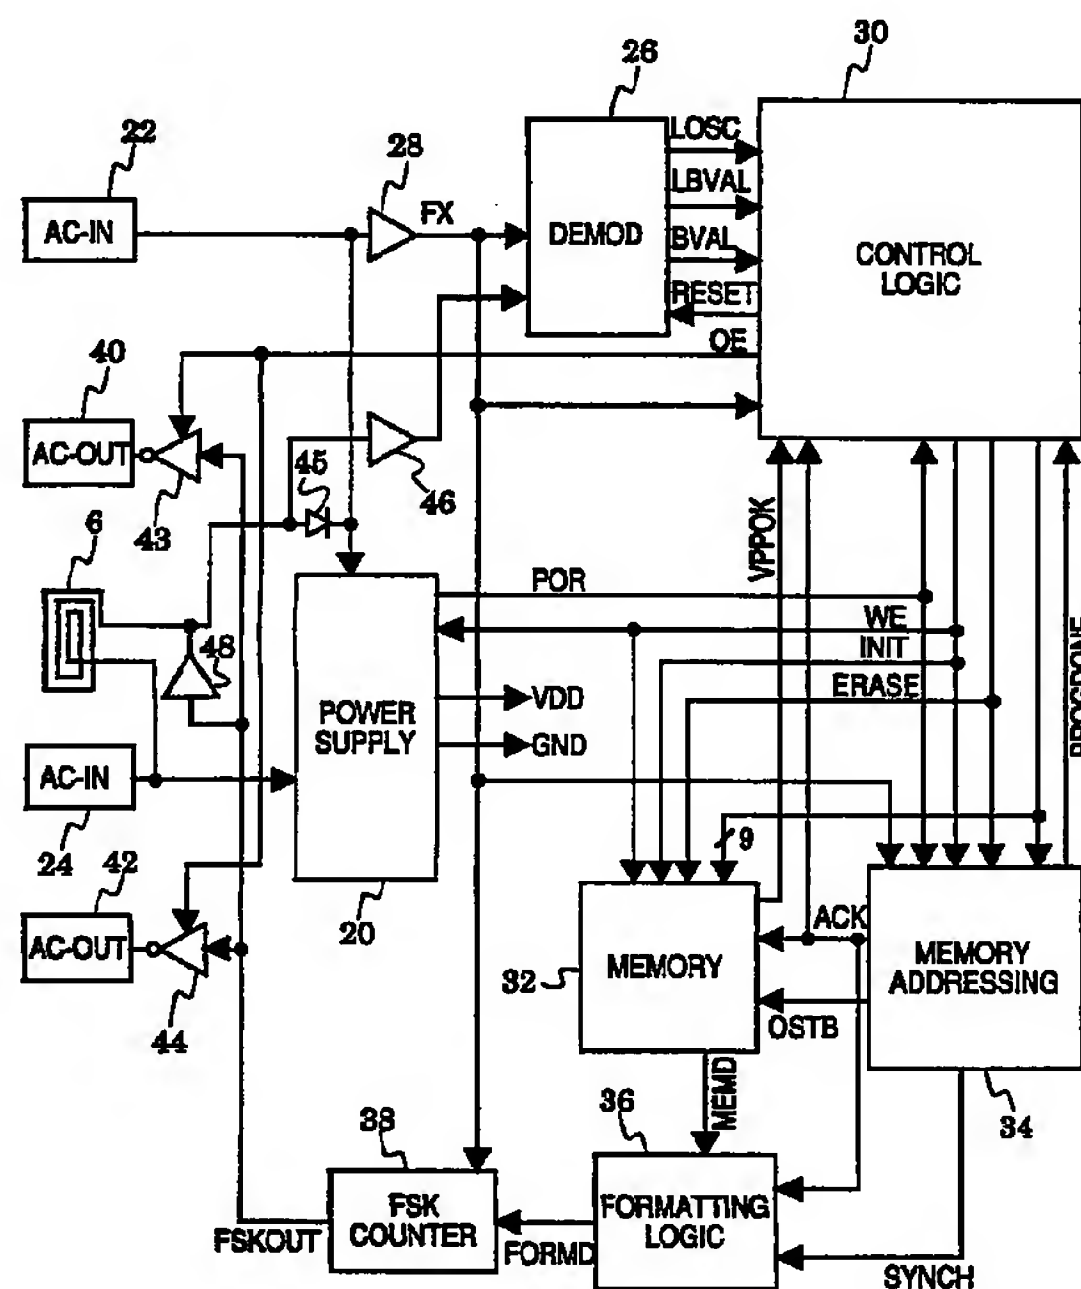 30
26
22
28
LOSC
LBVAL
BVAL
RESET
OE
FX
AC-IN
DEMOD
CONTROL
LOGIC
40
AC-OUT
43
45
46
VPPOK
6
48
POR
WE
INIT
ERASE
PROGDONE
POWER
SUPPLY
VDD
GND
AC-IN
24
9
42
20
AC-OUT
44
32
MEMORY
ACK
OSTB
MEMORY
ADDRESSING
34
MEMD
36
38
FSK
COUNTER
FORMATTING
LOGIC
FSKOUT
FORMD
SYNCH